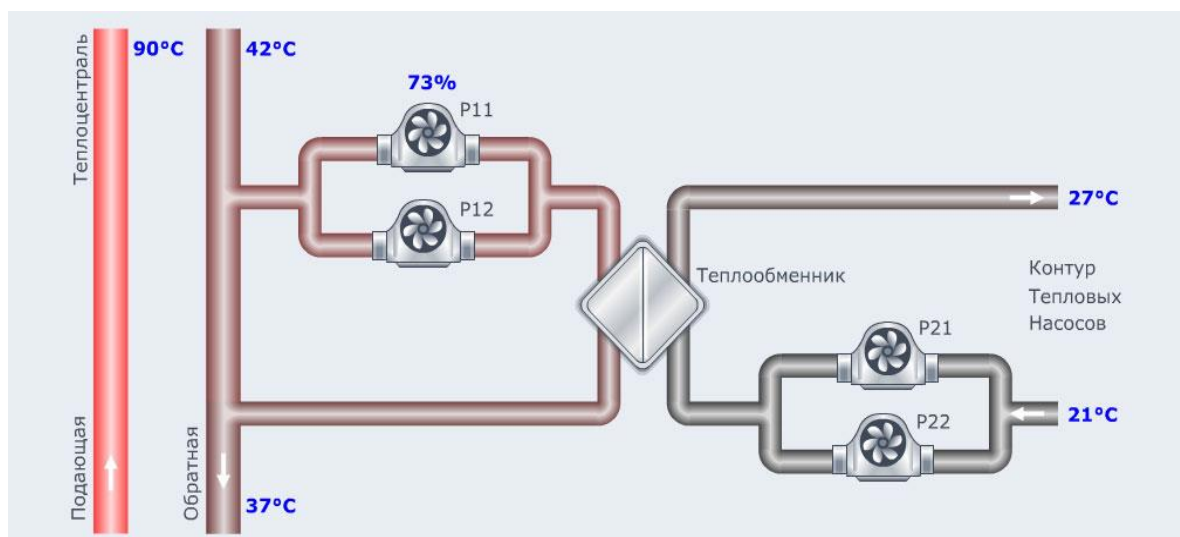 Теплоцентраль
90°C
42°C
73%
P11
P12
27°C
Теплообменник
Контур
Тепловых
Насосов
P21
21°C
P22
Подающая
Обратная
37°C